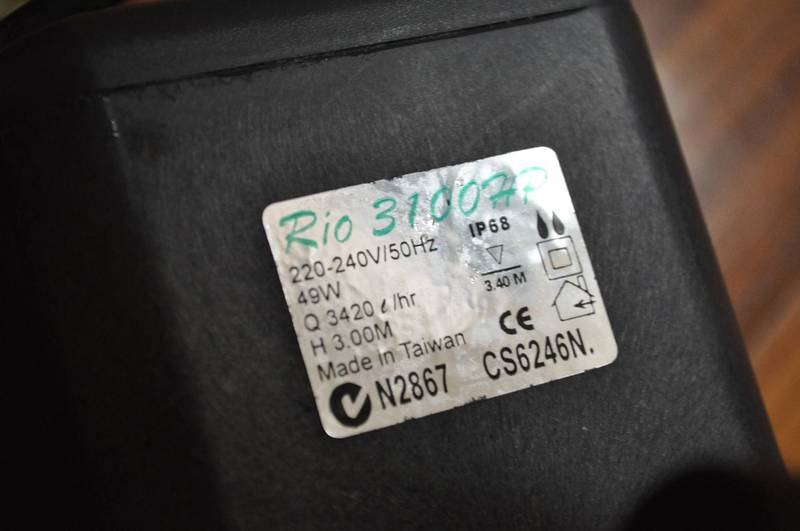 Rio 3100HP
220-240V/50Hz
49W
Q 3420 ℓ/hr
H 3.00M
Made in Taiwan
N2867
IP68
3.40 M
CE
CS6246N.